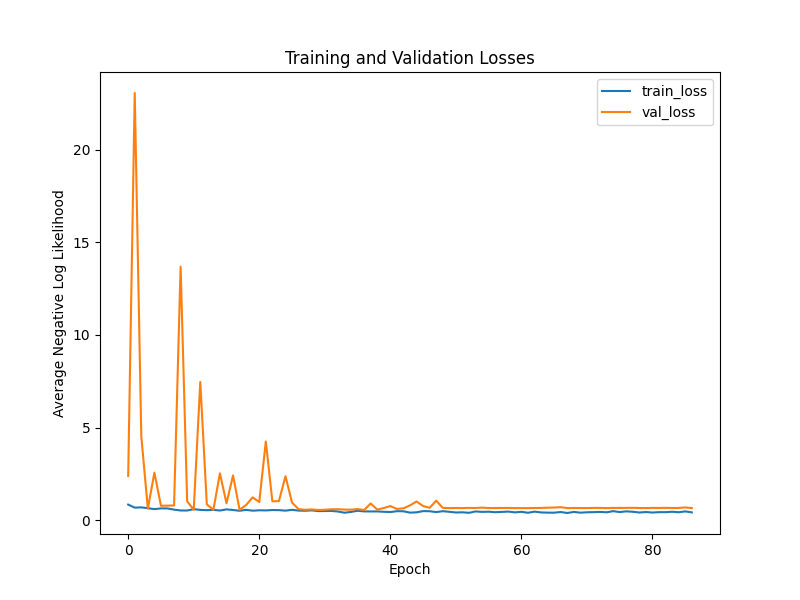 Training and Validation Losses
train_loss
val_loss
20
15
10
5
0
Average Negative Log Likelihood
0
20
40
60
80
Epoch